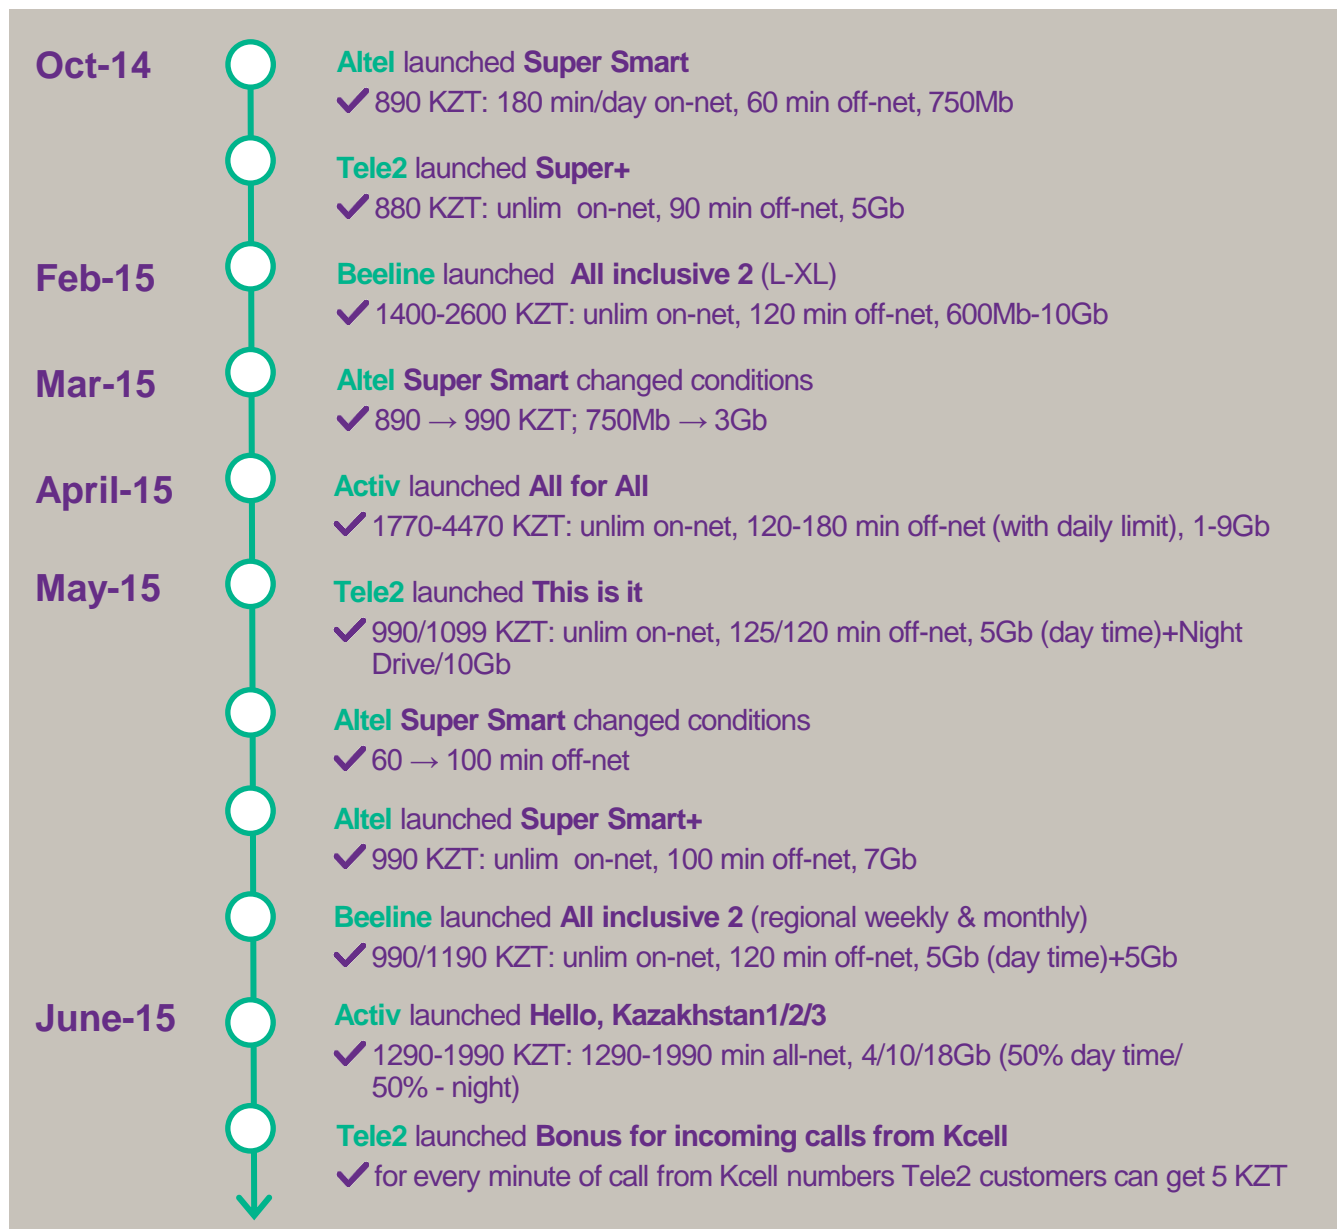 Oct-14
Altel launched Super Smart
✓ 890 KZT: 180 min/day on-net, 60 min off-net, 750Mb
Tele2 launched Super+
✓ 880 KZT: unlim on-net, 90 min off-net, 5Gb
Feb-15
Beeline launched All inclusive 2 (L-XL)
✓ 1400-2600 KZT: unlim on-net, 120 min off-net, 600Mb-10Gb
Mar-15
Altel Super Smart changed conditions
✓ 890 → 990 KZT; 750Mb → 3Gb
April-15
Activ launched All for All
✓ 1770-4470 KZT: unlim on-net, 120-180 min off-net (with daily limit), 1-9Gb
May-15
Tele2 launched This is it
✓ 990/1099 KZT: unlim on-net, 125/120 min off-net, 5Gb (day time)+Night
Drive/10Gb
Altel Super Smart changed conditions
✓ 60 → 100 min off-net
Altel launched Super Smart+
✓ 990 KZT: unlim on-net, 100 min off-net, 7Gb
Beeline launched All inclusive 2 (regional weekly & monthly)
✓ 990/1190 KZT: unlim on-net, 120 min off-net, 5Gb (day time)+5Gb
June-15
Activ launched Hello, Kazakhstan1/2/3
✓ 1290-1990 KZT: 1290-1990 min all-net, 4/10/18Gb (50% day time/
50% - night)
Tele2 launched Bonus for incoming calls from Kcell
✓ for every minute of call from Kcell numbers Tele2 customers can get 5 KZT